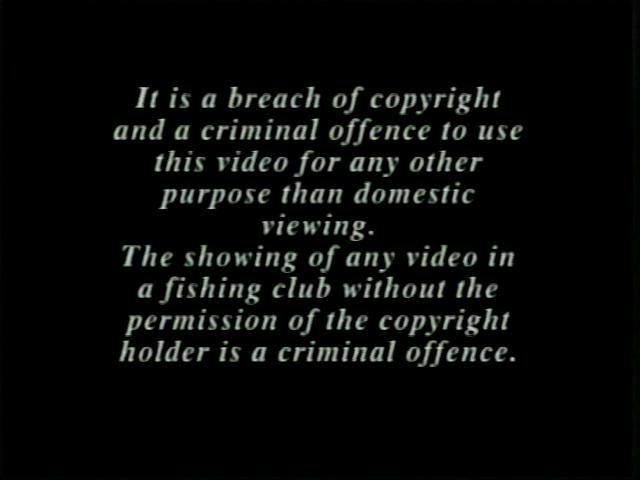 It is a breach of copyright
and a criminal offence to use
this video for any other
purpose than domestic
viewing.
The showing of any video in
a fishing club without the
permission of the copyright
holder is a criminal offence.